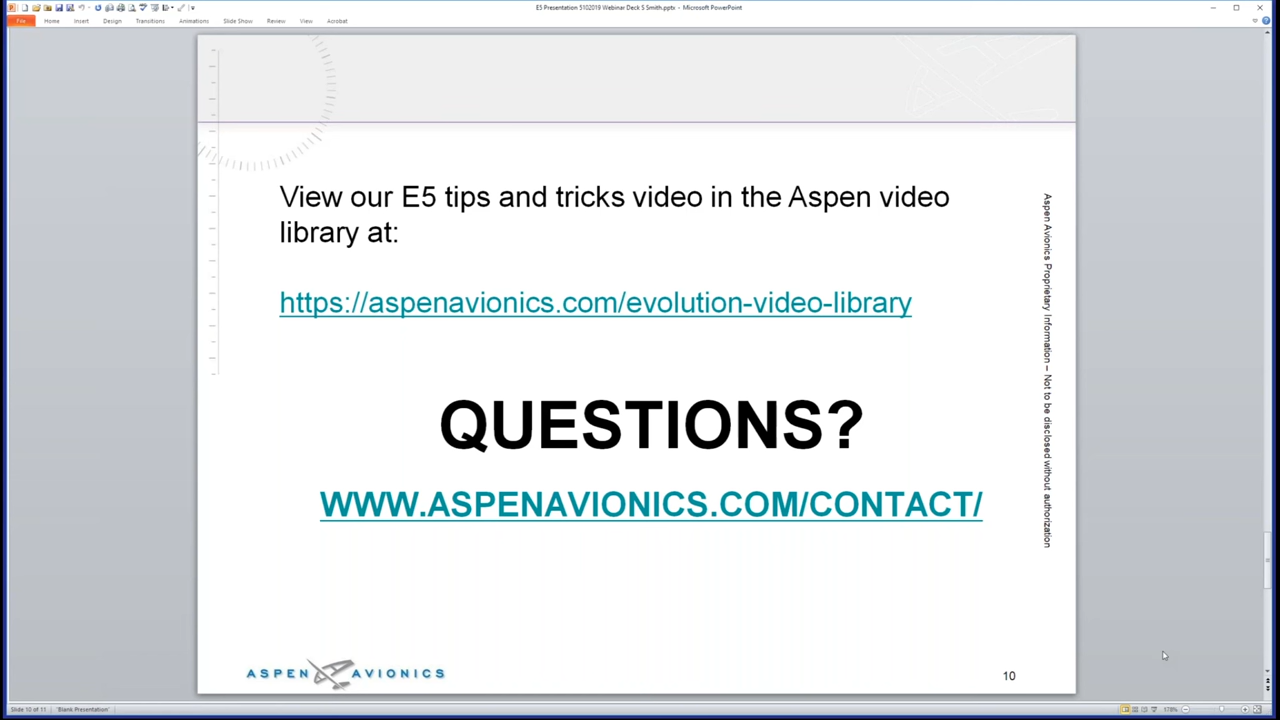 E5 Presentation 5102019 Webinar Deck S Smith.pptx - Microsoft PowerPoint
File Home Insert Design Transitions Animations Slide Show Review View Acrobat
View our E5 tips and tricks video in the Aspen video
library at:
https://aspenavionics.com/evolution-video-library
QUESTIONS?
WWW.ASPENAVIONICS.COM/CONTACT/
Aspen Avionics Proprietary Information – Not to be disclosed without authorization
ASPEN AVIONICS
10
Slide 10 of 11 "Blank Presentation" 178%